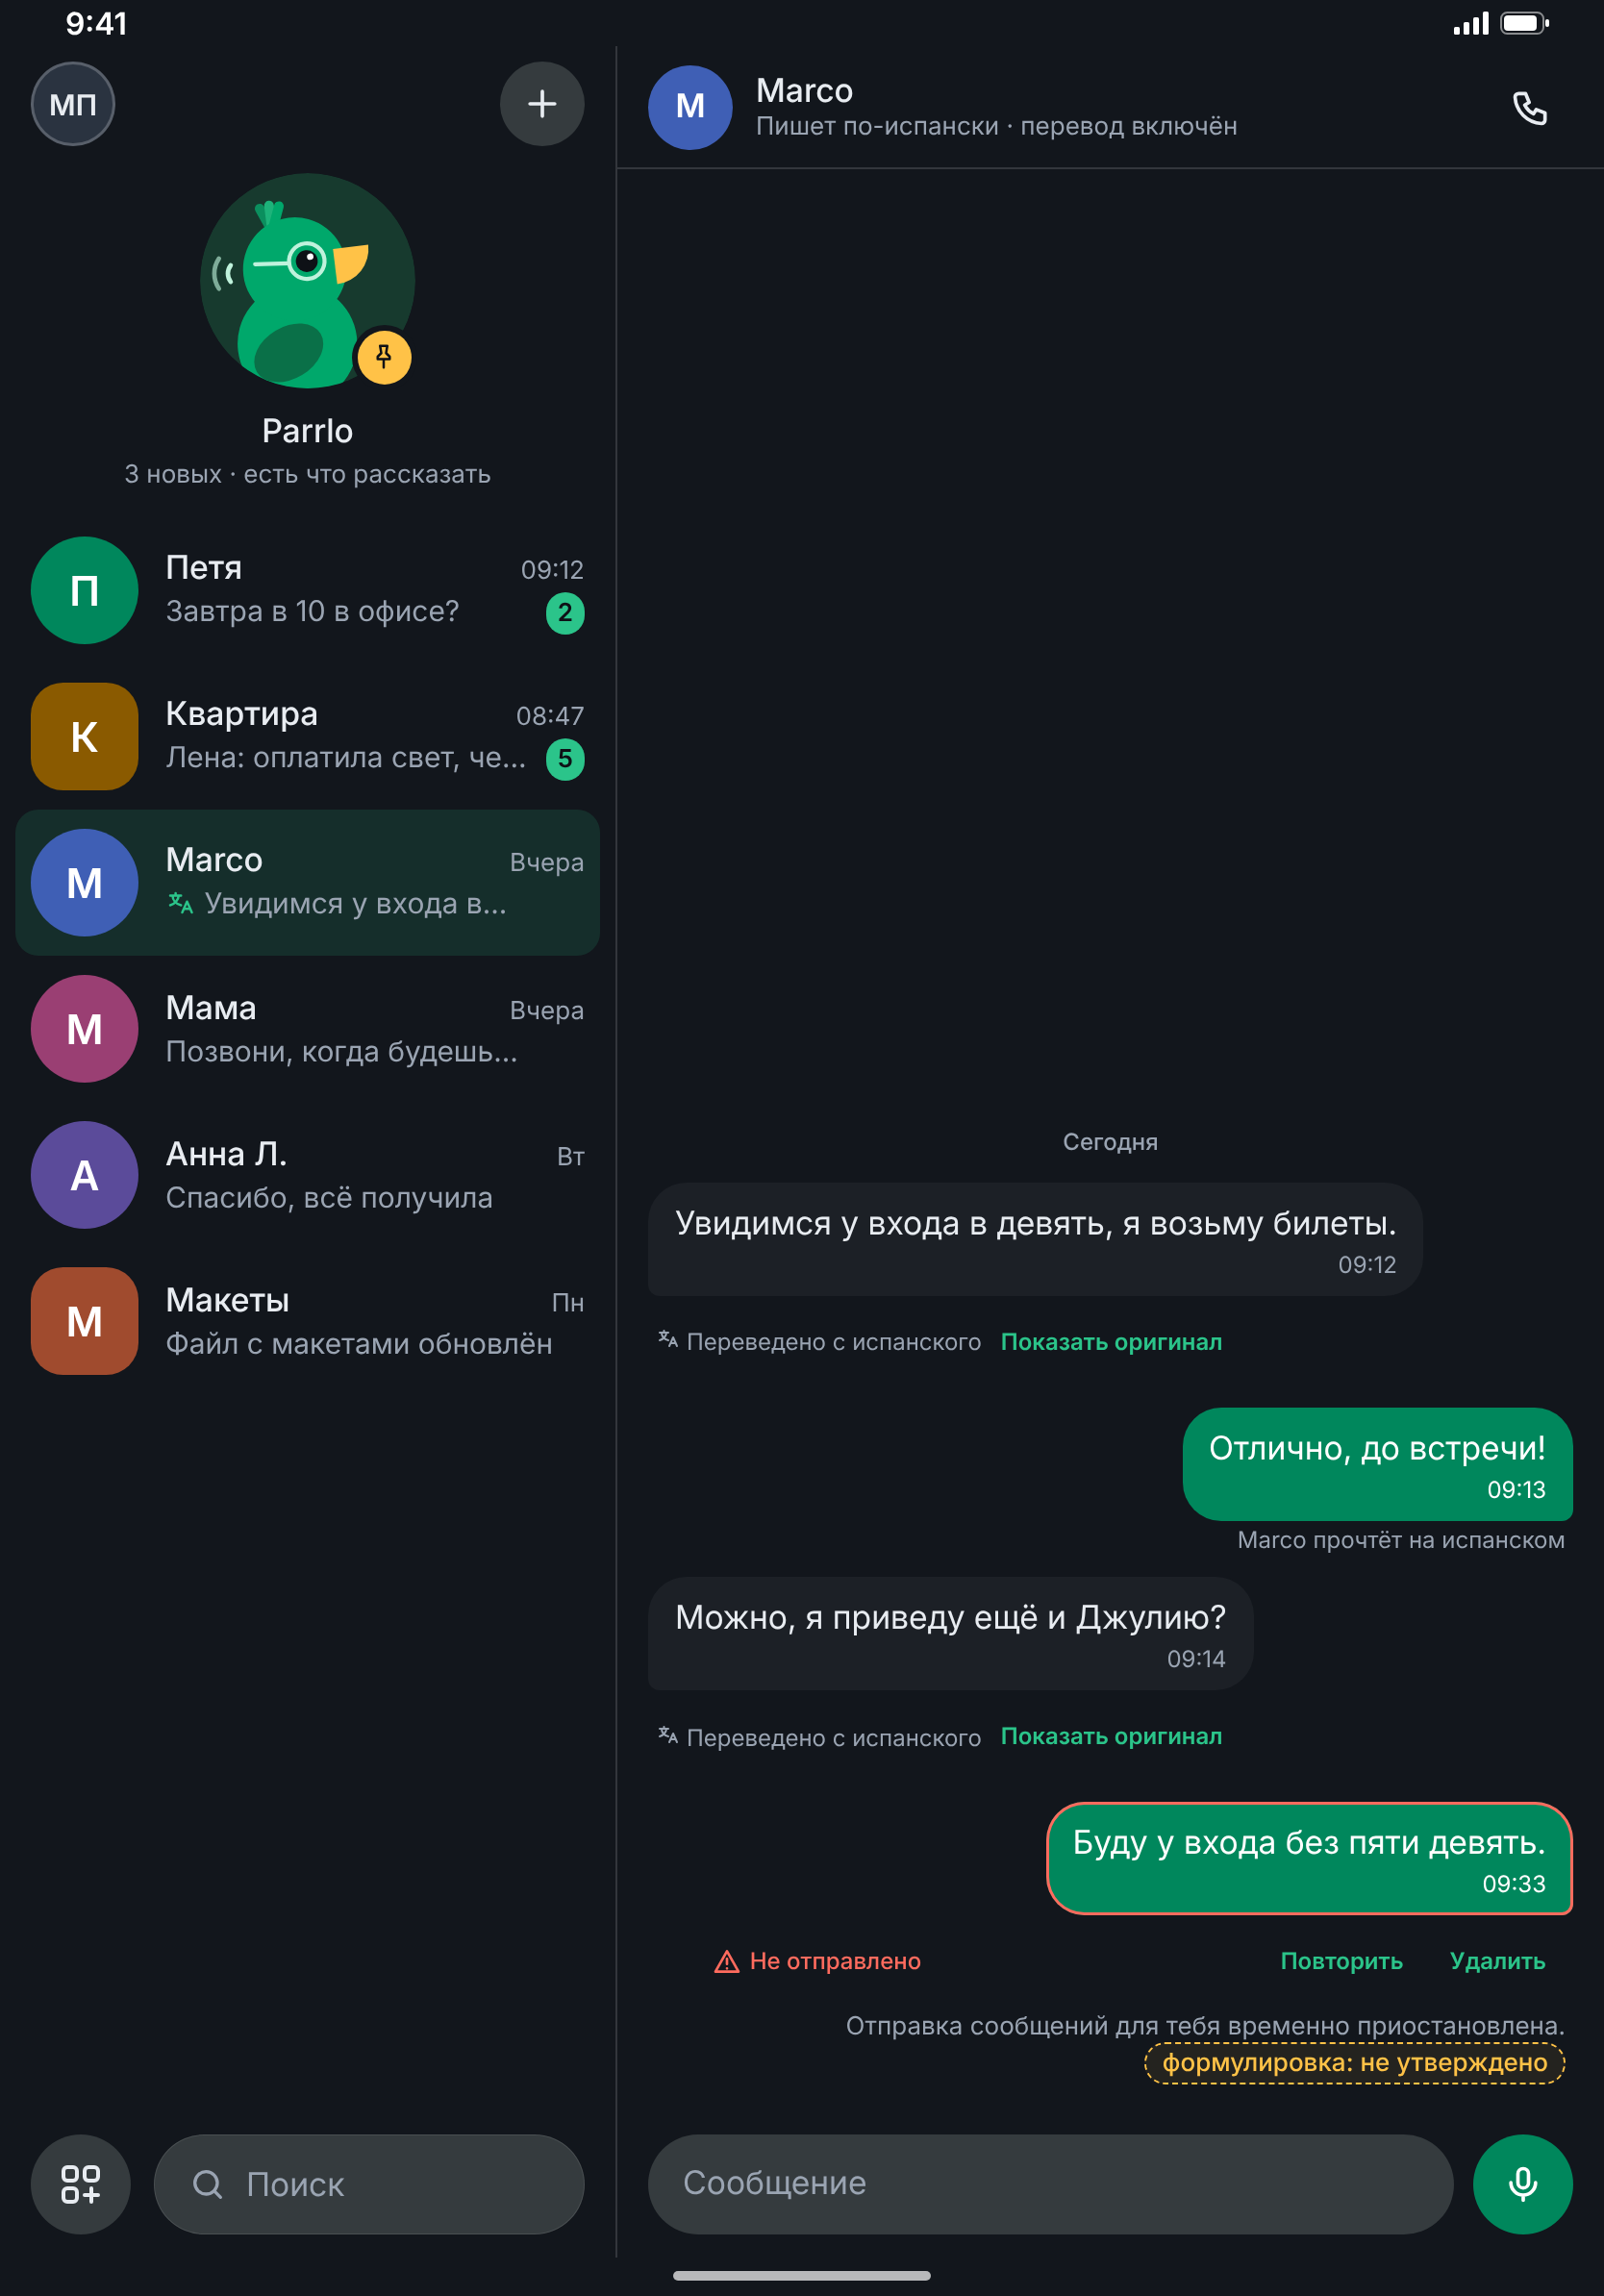 9:41
МП
Parrlo
3 новых · есть что рассказать
П
Петя
09:12
Завтра в 10 в офисе?
2
К
Квартира
08:47
Лена: оплатила свет, че...
5
M
Marco
Вчера
Увидимся у входа в...
М
Мама
Вчера
Позвони, когда будешь...
А
Анна Л.
Вт
Спасибо, всё получила
М
Макеты
Пн
Файл с макетами обновлён
Поиск
M
Marco
Пишет по-испански · перевод включён
Сегодня
Увидимся у входа в девять, я возьму билеты.
09:12
Переведено с испанского Показать оригинал
Отлично, до встречи!
09:13
Marco прочтёт на испанском
Можно, я приведу ещё и Джулию?
09:14
Переведено с испанского Показать оригинал
Буду у входа без пяти девять.
09:33
Не отправлено Повторить Удалить
Отправка сообщений для тебя временно приостановлена.
формулировка: не утверждено
Сообщение